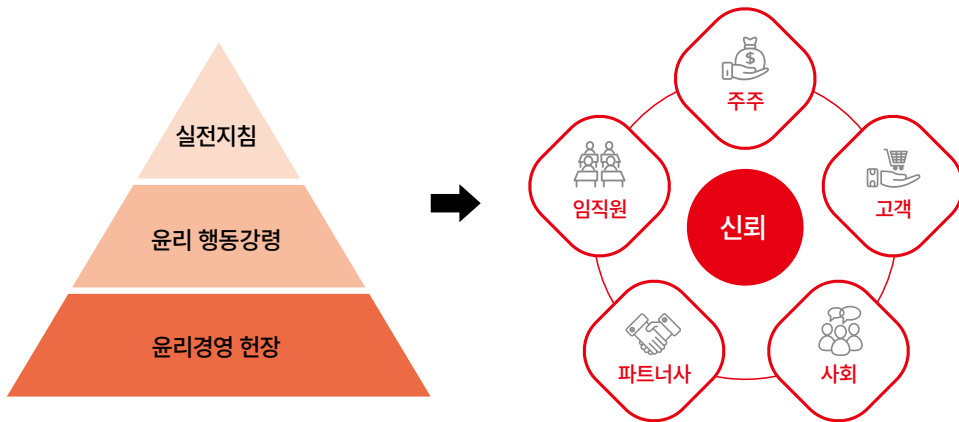 실전지침
윤리 행동강령
윤리경영 헌장
$
주주
임직원
고객
신뢰
파트너사
사회